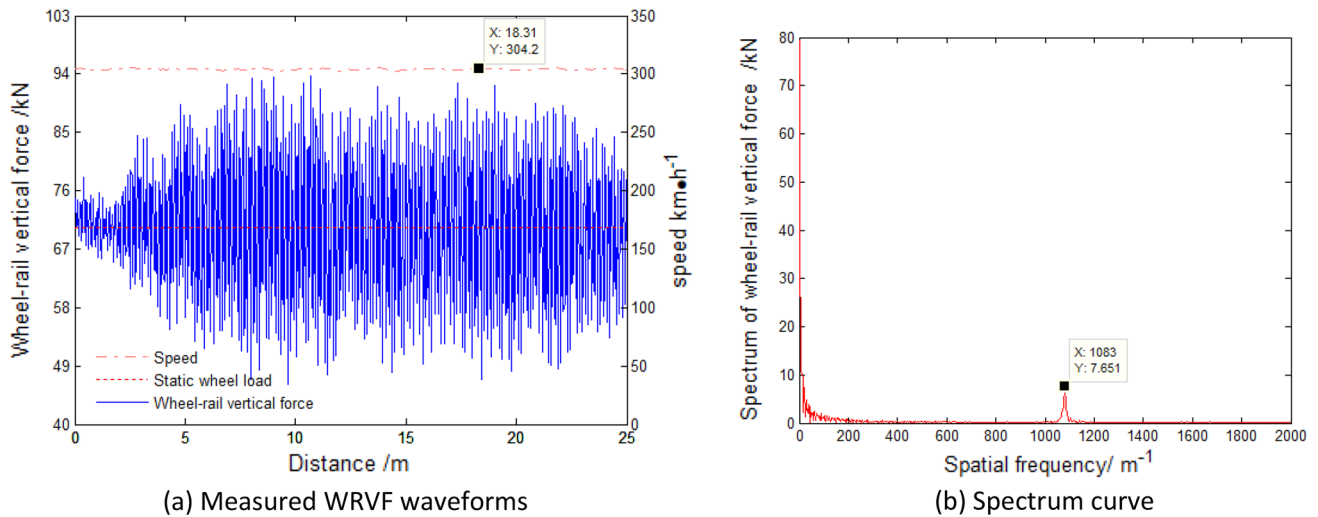 103
94
85
76
67
58
49
40
Wheel-rail vertical force /kN
350
300
250
200
150
100
50
0
speed km•h-1
X: 18.31
Y: 304.2
Speed
Static wheel load
Wheel-rail vertical force
0 5 10 15 20 25
Distance /m
(a) Measured WRVF waveforms
80
70
60
50
40
30
20
10
0
Spectrum of wheel-rail vertical force /kN
X: 1083
Y: 7.651
0 200 400 600 800 1000 1200 1400 1600 1800 2000
Spatial frequency/ m-1
(b) Spectrum curve